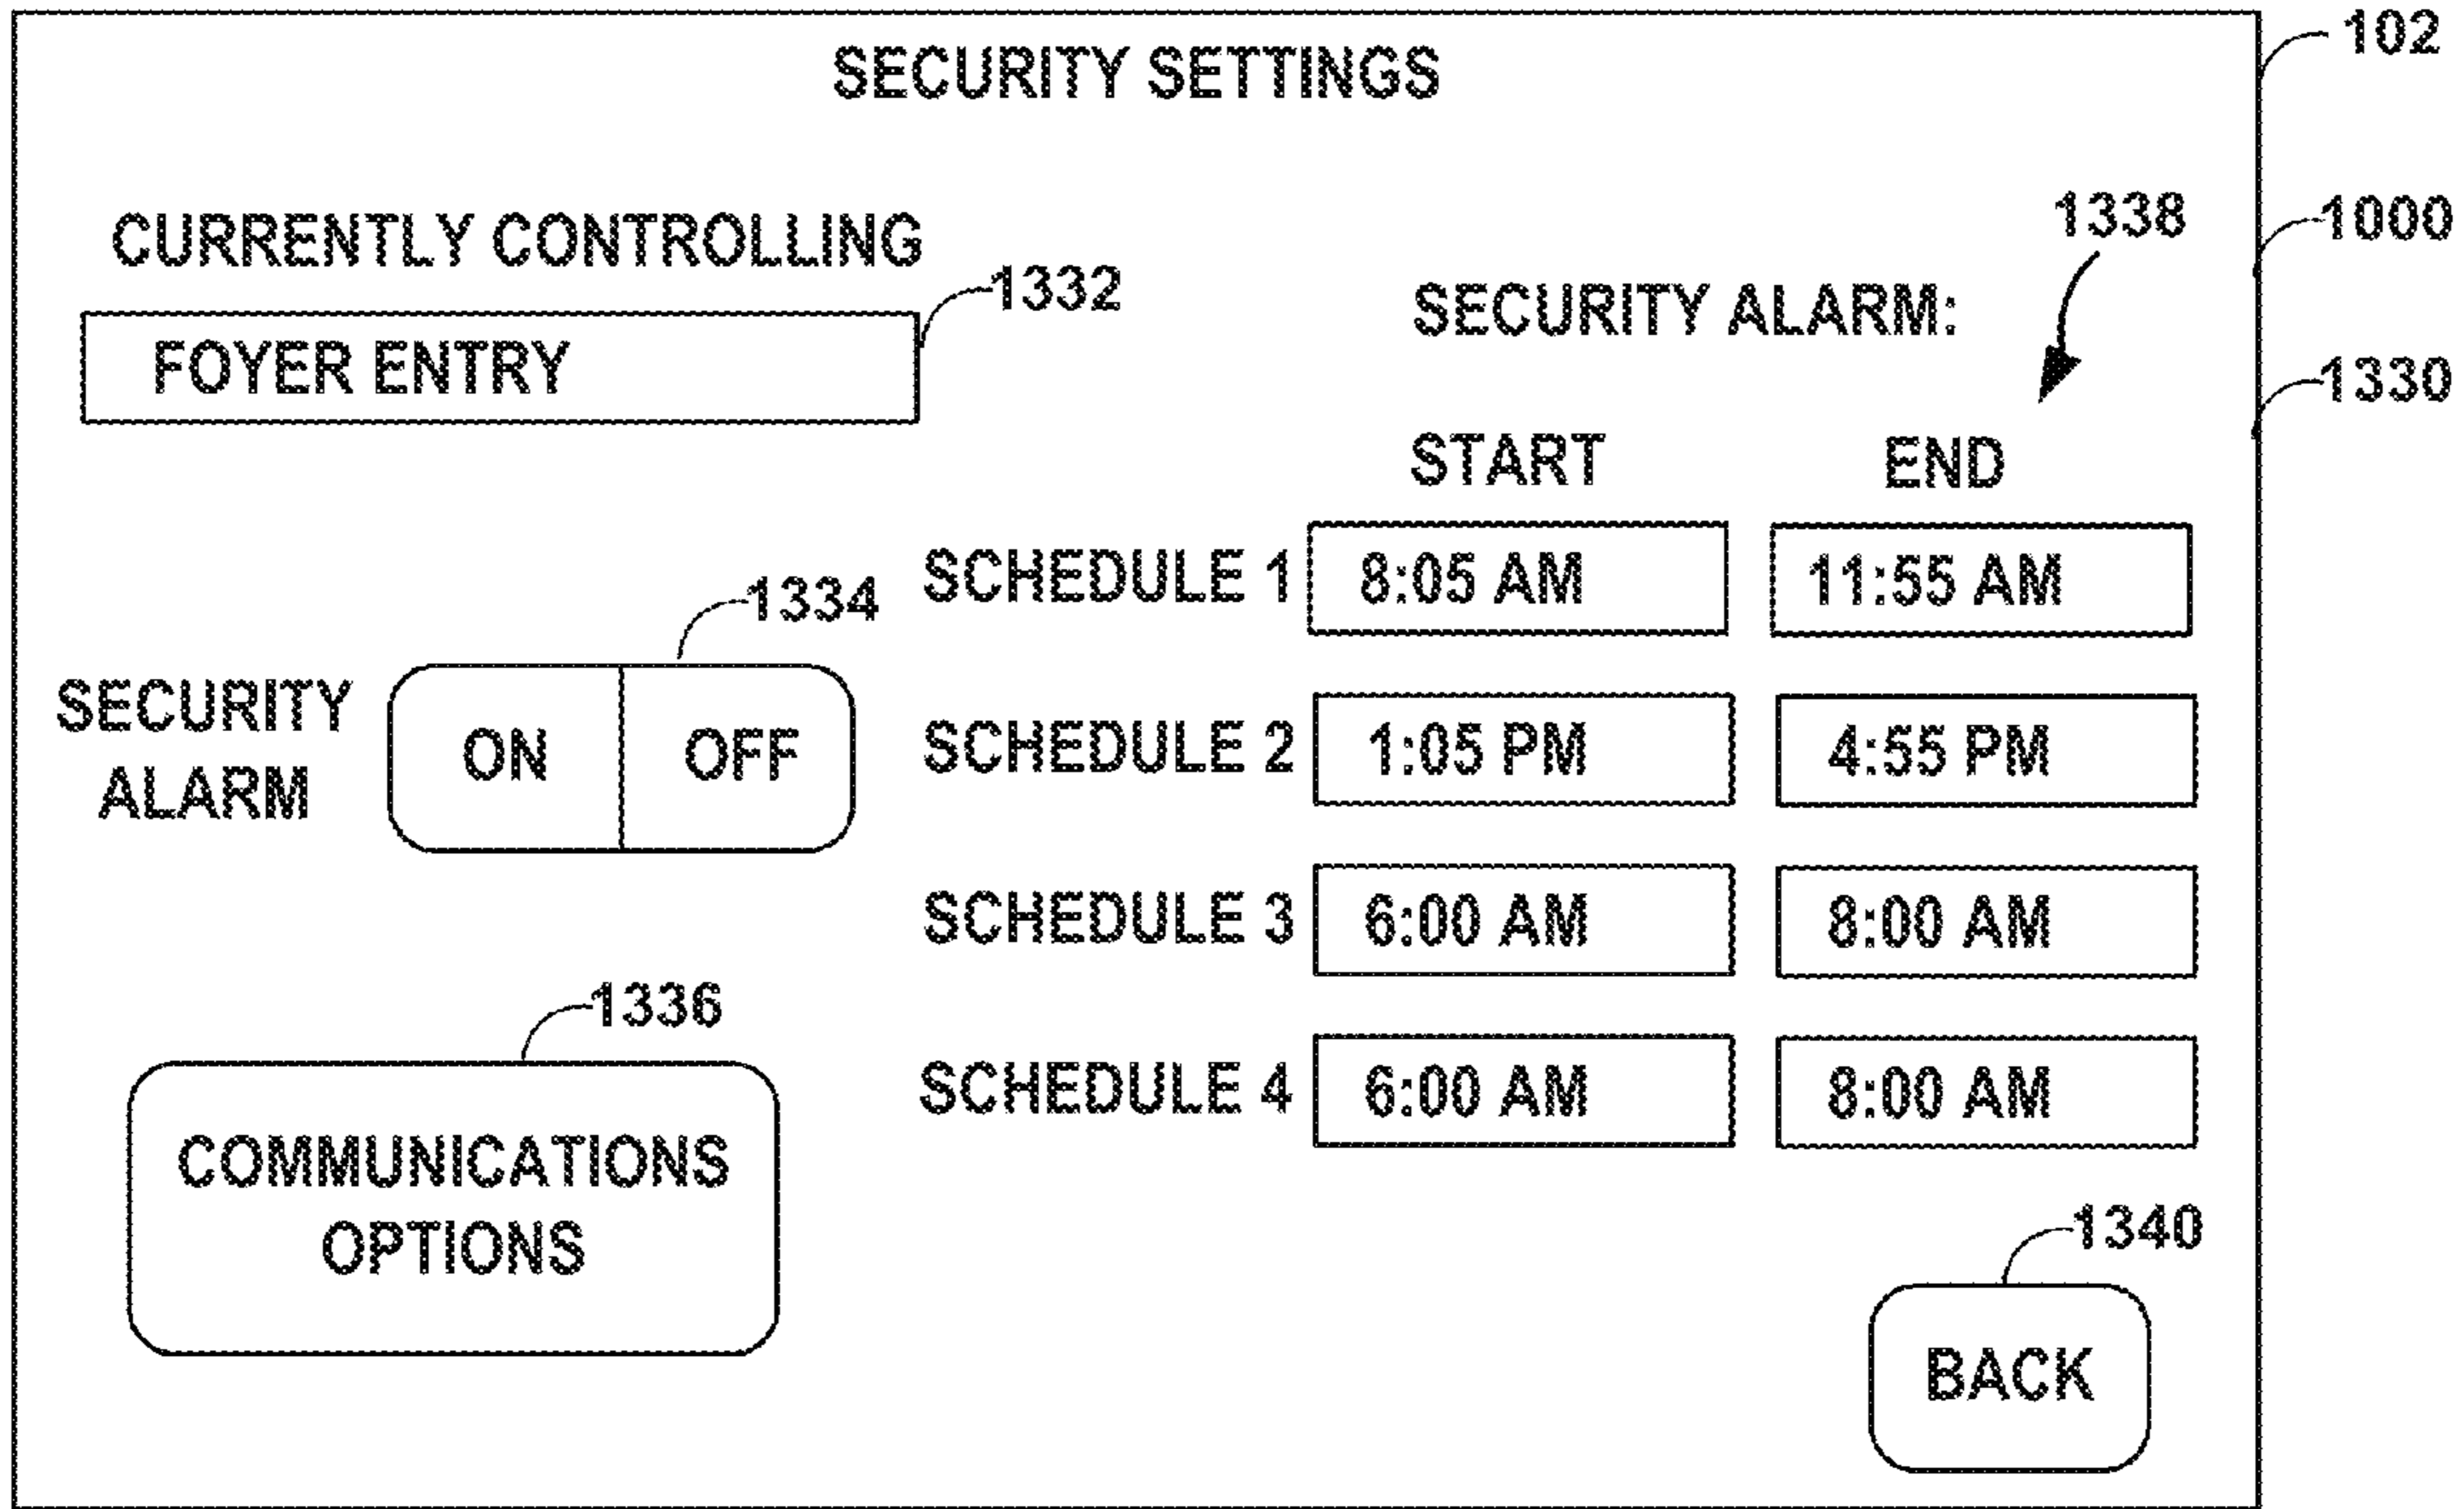 SECURITY SETTINGS
102
CURRENTLY CONTROLLING
1332
FOYER ENTRY
1338
1000
SECURITY ALARM:
1330
START END
SCHEDULE 1 8:05 AM 11:55 AM
1334
SECURITY
ALARM
ON OFF
SCHEDULE 2 1:05 PM 4:55 PM
SCHEDULE 3 6:00 AM 8:00 AM
1336
SCHEDULE 4 6:00 AM 8:00 AM
COMMUNICATIONS
OPTIONS
1340
BACK